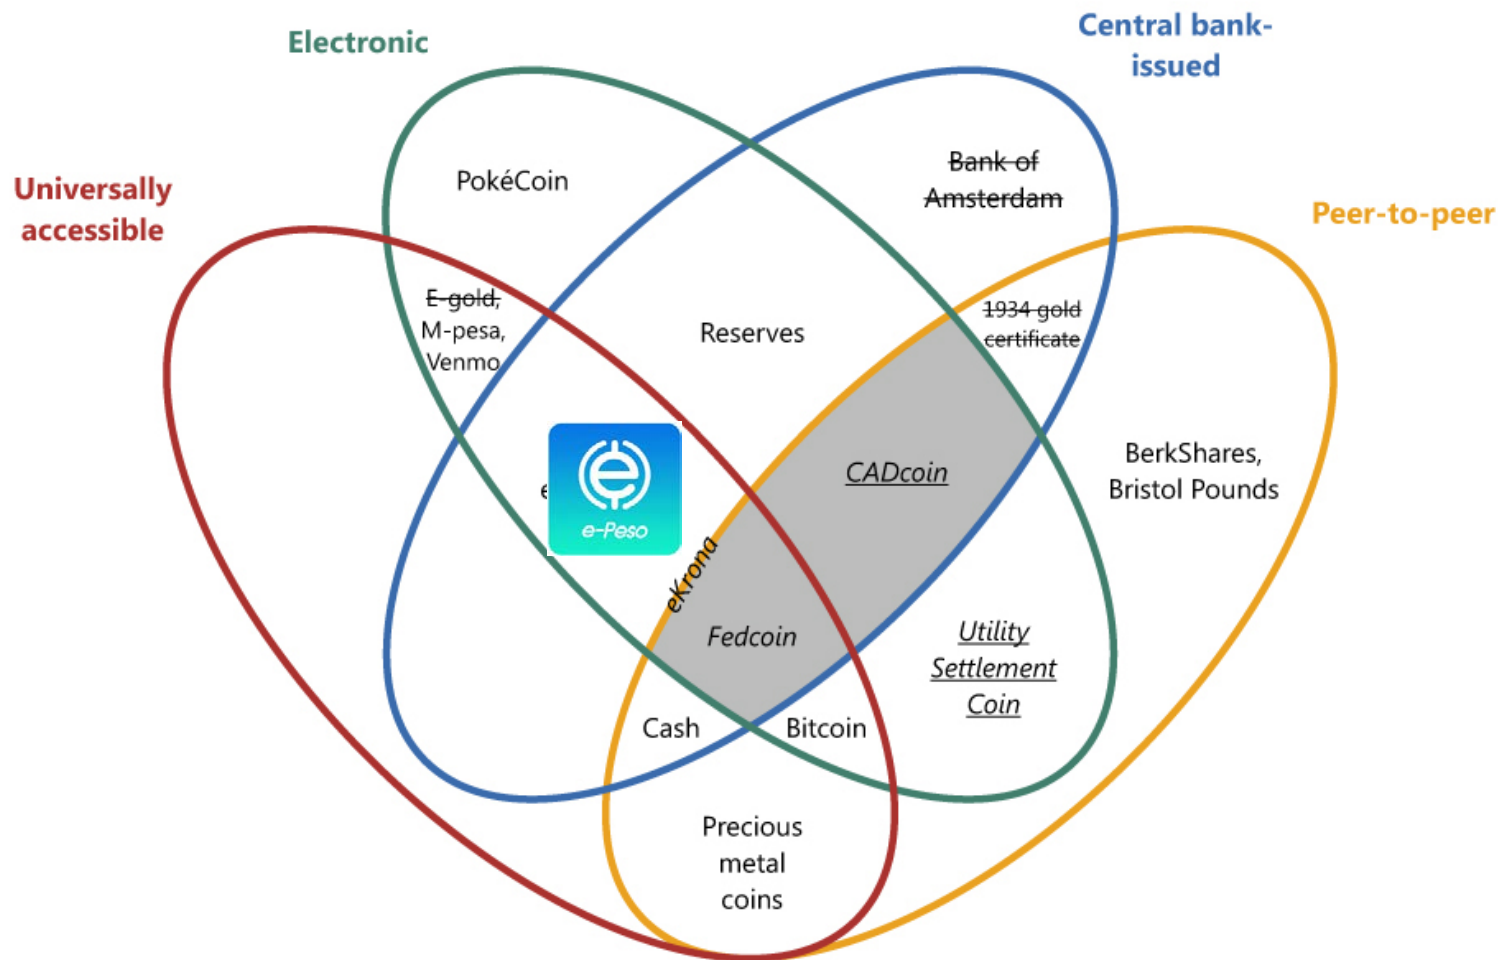 Electronic
Central bank-
issued
Universally
accessible
Peer-to-peer
PokéCoin
Bank of
Amsterdam
E-gold,
M-pesa,
Venmo
Reserves
1934 gold
certificate
CADcoin
BerkShares,
Bristol Pounds
e-Peso
eKrona
Fedcoin
Utility
Settlement
Coin
Cash
Bitcoin
Precious
metal
coins